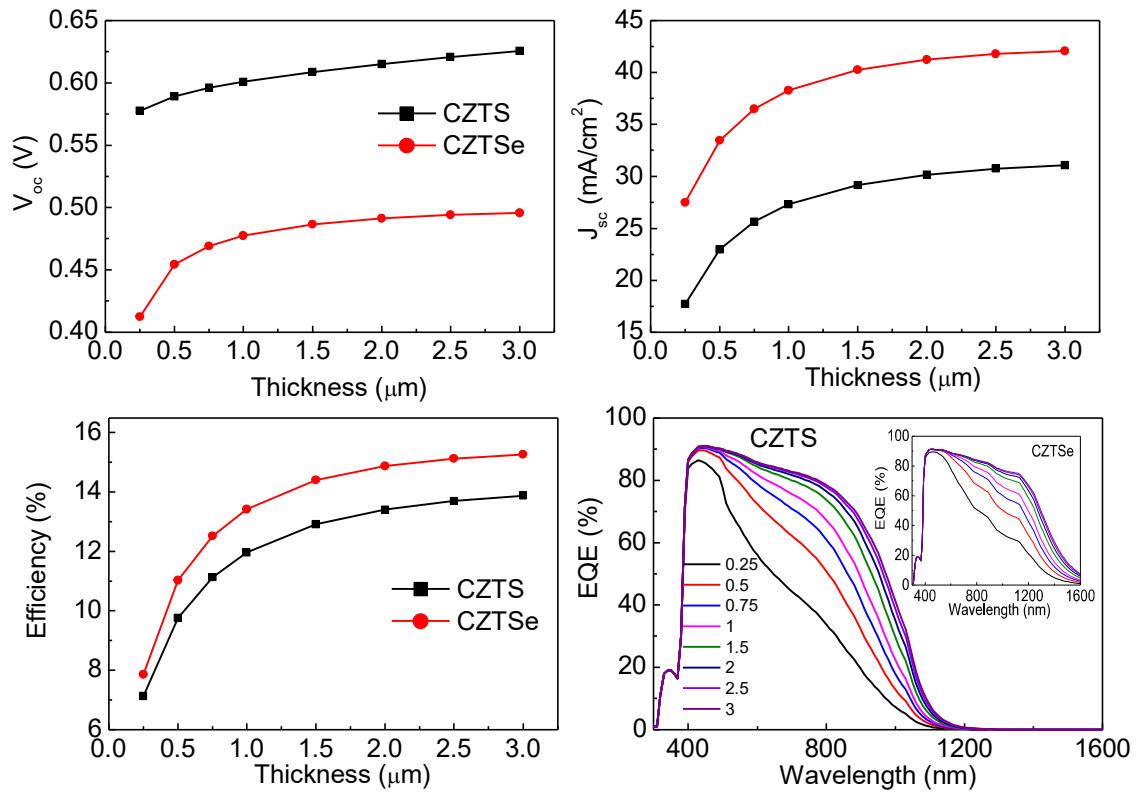 0.65
0.60
0.55
0.50
0.45
0.40
V_oc (V)
CZTS
CZTSe
0.0 0.5 1.0 1.5 2.0 2.5 3.0
Thickness (μm)
45
40
35
30
25
20
15
J_sc (mA/cm²)
0.0 0.5 1.0 1.5 2.0 2.5 3.0
Thickness (μm)
16
14
12
10
8
6
Efficiency (%)
CZTS
CZTSe
0.0 0.5 1.0 1.5 2.0 2.5 3.0
Thickness (μm)
100
80
60
40
20
0
EQE (%)
CZTS
0.25
0.5
0.75
1
1.5
2
2.5
3
400 800 1200 1600
Wavelength (nm)
100
80
60
40
20
0
EQE (%)
CZTSe
400 800 1200 1600
Wavelength (nm)